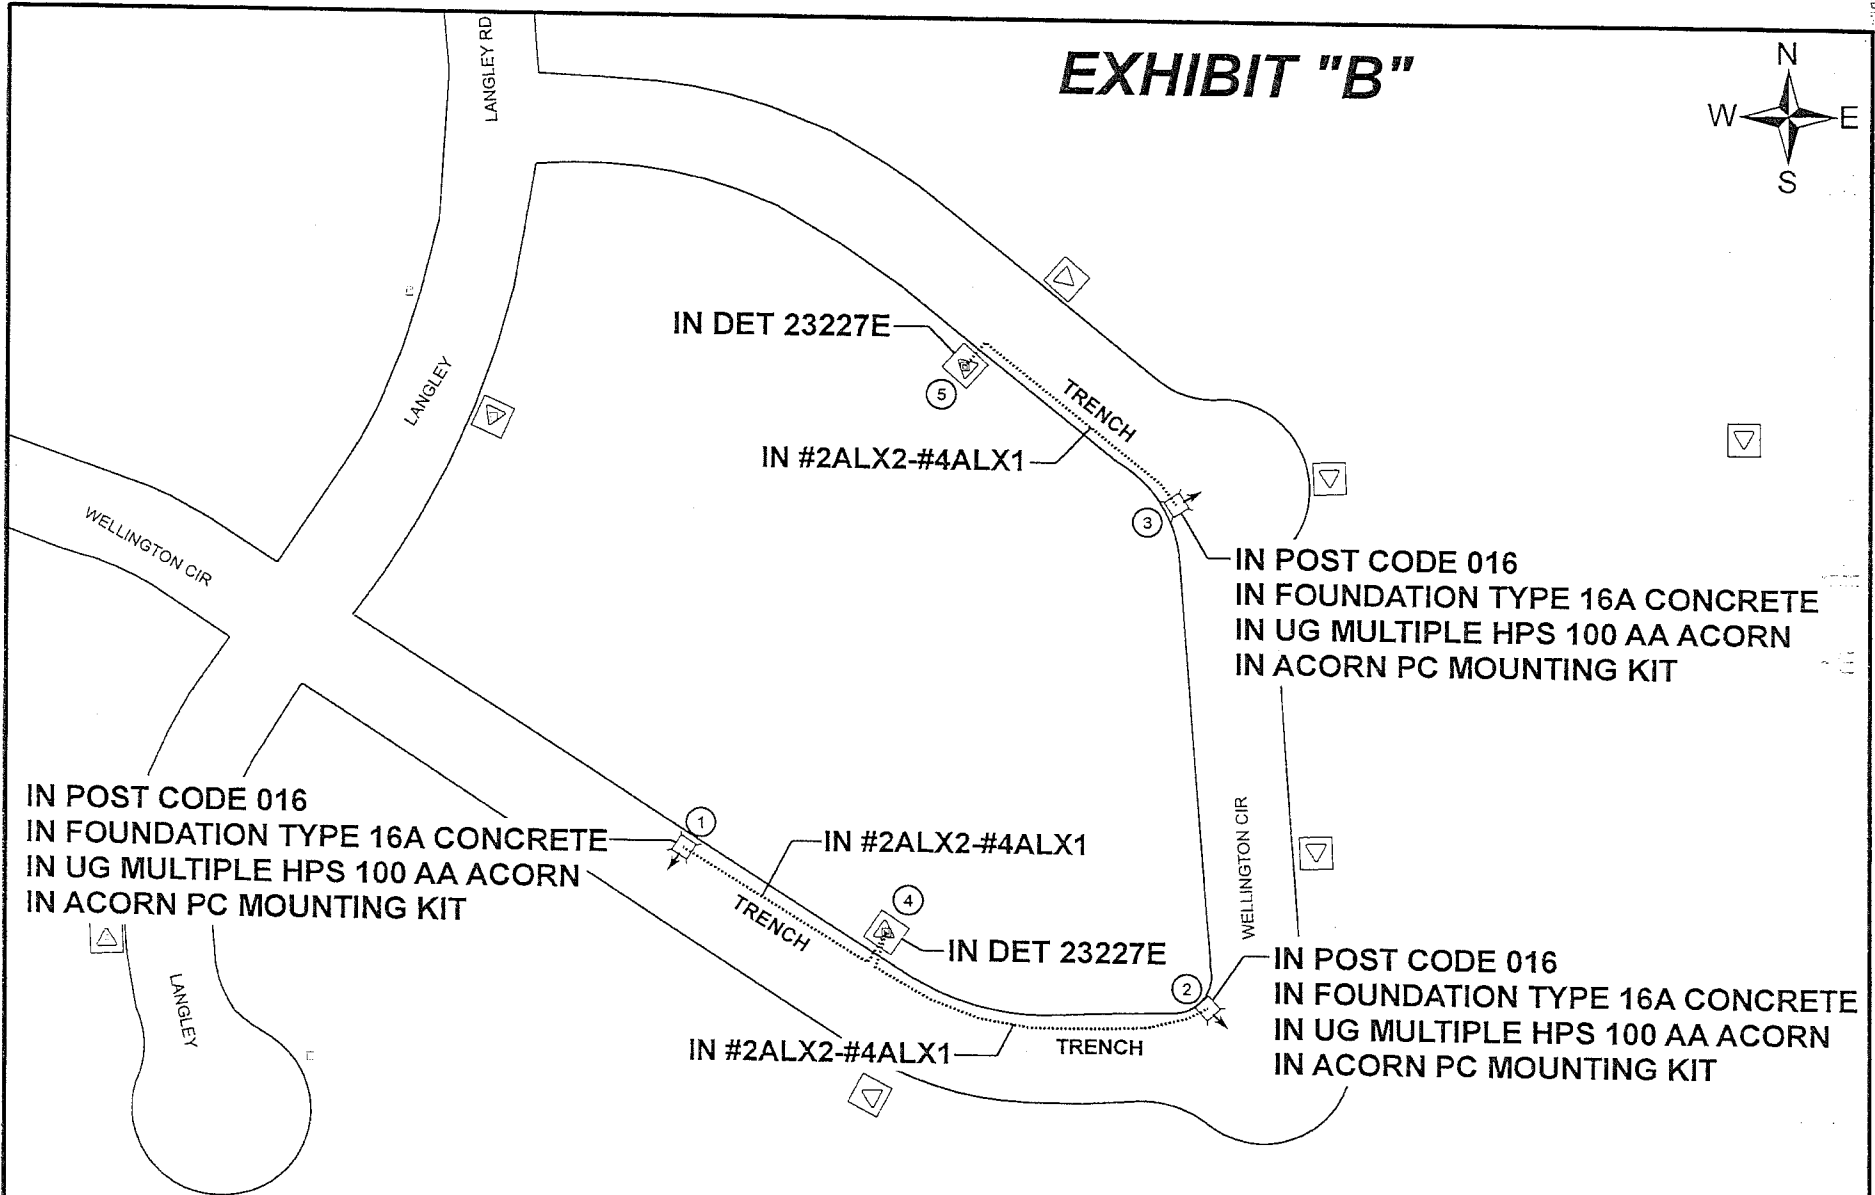 EXHIBIT "B"
N
W E
S
LANGLEY RD
IN DET 23227E
5
TRENCH
IN #2ALX2-#4ALX1
3
LANGLEY
WELLINGTON CIR
IN POST CODE 016
IN FOUNDATION TYPE 16A CONCRETE
IN UG MULTIPLE HPS 100 AA ACORN
IN ACORN PC MOUNTING KIT
IN POST CODE 016
IN FOUNDATION TYPE 16A CONCRETE
IN UG MULTIPLE HPS 100 AA ACORN
IN ACORN PC MOUNTING KIT
1
IN #2ALX2-#4ALX1
TRENCH
4
IN DET 23227E
WELLINGTON CIR
2
IN POST CODE 016
IN FOUNDATION TYPE 16A CONCRETE
IN UG MULTIPLE HPS 100 AA ACORN
IN ACORN PC MOUNTING KIT
IN #2ALX2-#4ALX1
TRENCH
LANGLEY